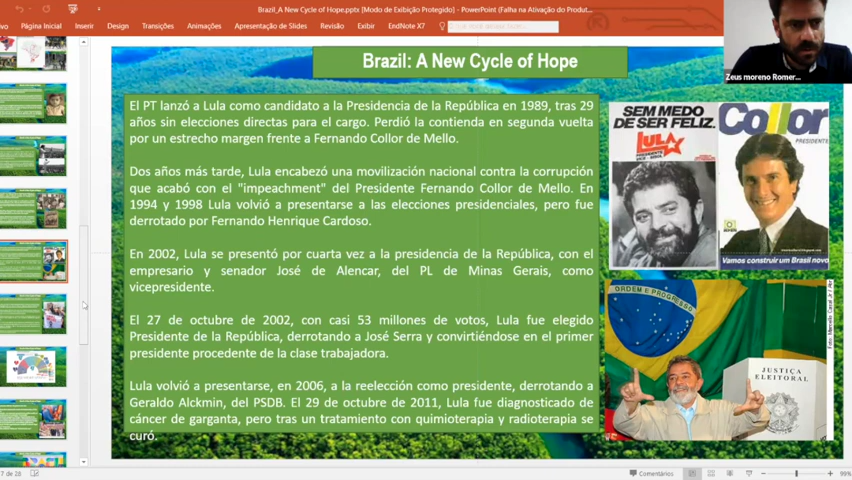 Brazil_A New Cycle of Hope.pptx [Modo de Exibição Protegido] - PowerPoint (Falha na Ativação do Produt...
Página Inicial
Inserir
Design
Transições
Animações
Apresentação de Slides
Revisão
Exibir
EndNote X7
Zeus moreno Romer...
Brazil: A New Cycle of Hope
El PT lanzó a Lula como candidato a la Presidencia de la República en 1989, tras 29
años sin elecciones directas para el cargo. Perdió la contienda en segunda vuelta
por un estrecho margen frente a Fernando Collor de Mello.
Dos años más tarde, Lula encabezó una movilización nacional contra la corrupción
que acabó con el "impeachment" del Presidente Fernando Collor de Mello. En
1994 y 1998 Lula volvió a presentarse a las elecciones presidenciales, pero fue
derrotado por Fernando Henrique Cardoso.
En 2002, Lula se presentó por cuarta vez a la presidencia de la República, con el
empresario y senador José de Alencar, del PL de Minas Gerais, como
vicepresidente.
El 27 de octubre de 2002, con casi 53 millones de votos, Lula fue elegido
Presidente de la República, derrotando a José Serra y convirtiéndose en el primer
presidente procedente de la clase trabajadora.
Lula volvió a presentarse, en 2006, a la reelección como presidente, derrotando a
Geraldo Alckmin, del PSDB. El 29 de octubre de 2011, Lula fue diagnosticado de
cáncer de garganta, pero tras un tratamiento con quimioterapia y radioterapia se
curó.
SEM MEDO
DE SER FELIZ.
LULA
PRESIDENTE
Collor
PRESIDENTE
Vamos construir um Brasil novo
ORDEM E PROGRESSO
JUSTIÇA
ELEITORAL
7 de 28
Comentários
99%